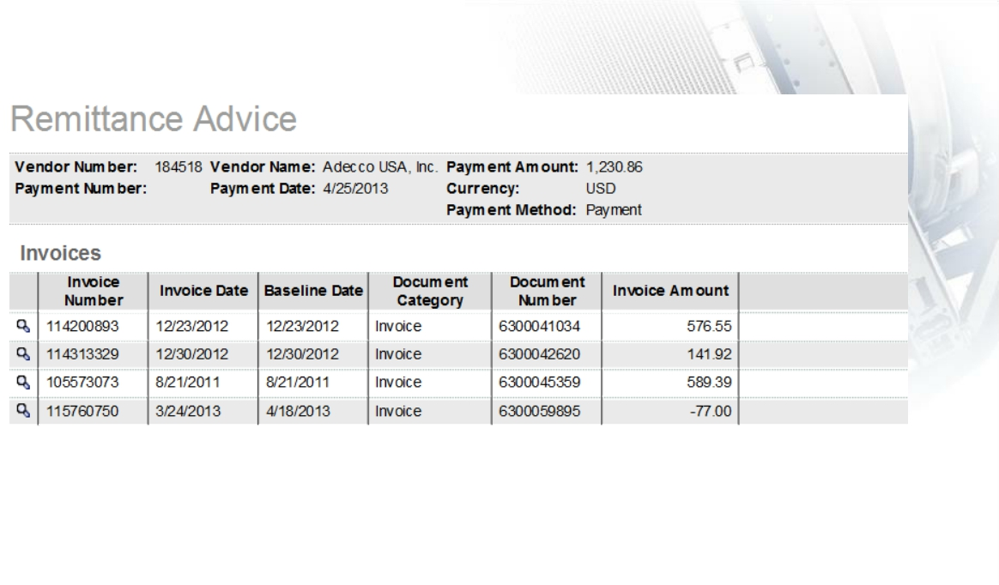 Remittance Advice
Vendor Number: 184518 Vendor Name: Adecco USA, Inc. Payment Amount: 1,230.86
Payment Number: Payment Date: 4/25/2013 Currency: USD
Payment Method: Payment
Invoices
Invoice Number Invoice Date Baseline Date Document Category Document Number Invoice Amount
114200893 12/23/2012 12/23/2012 Invoice 6300041034 576.55
114313329 12/30/2012 12/30/2012 Invoice 6300042620 141.92
105573073 8/21/2011 8/21/2011 Invoice 6300045359 589.39
115760750 3/24/2013 4/18/2013 Invoice 6300059895 -77.00